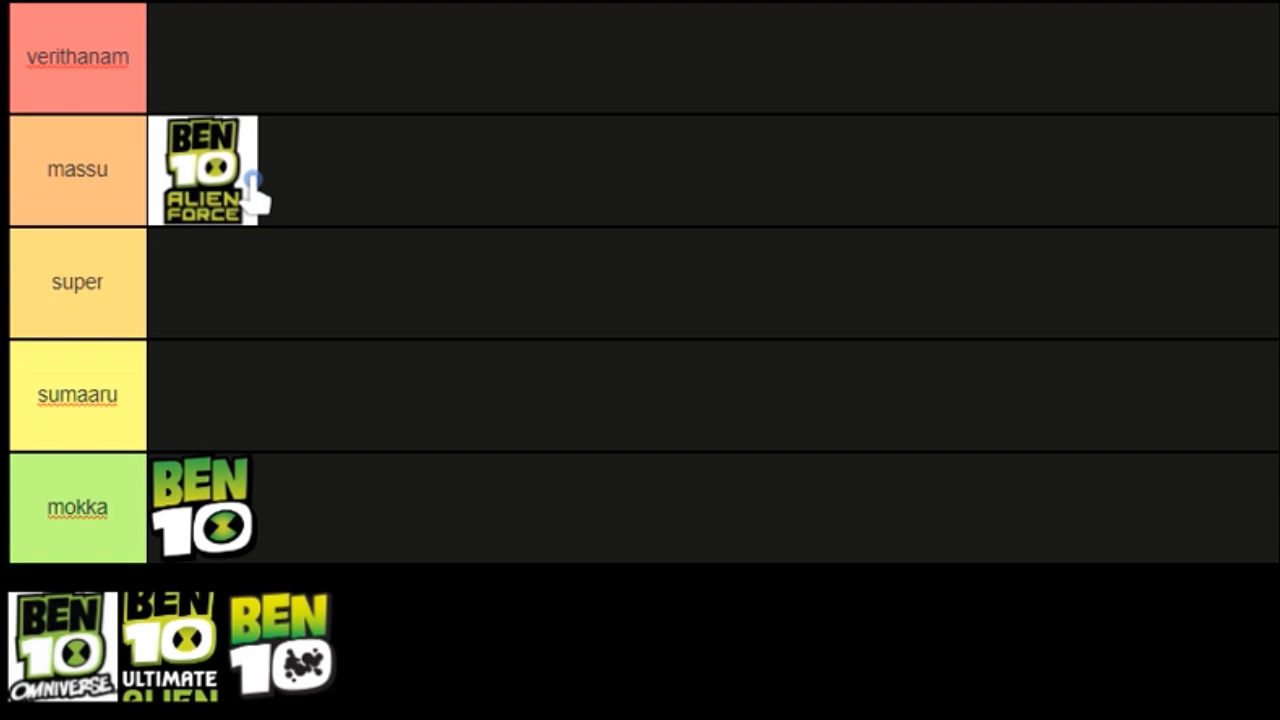 verithanam
massu
BEN
10
ALIEN
FORCE
super
sumaaru
mokka
BEN
10
BEN
10
OMNIVERSE
BEN
10
ULTIMATE
ALIEN
BEN
10